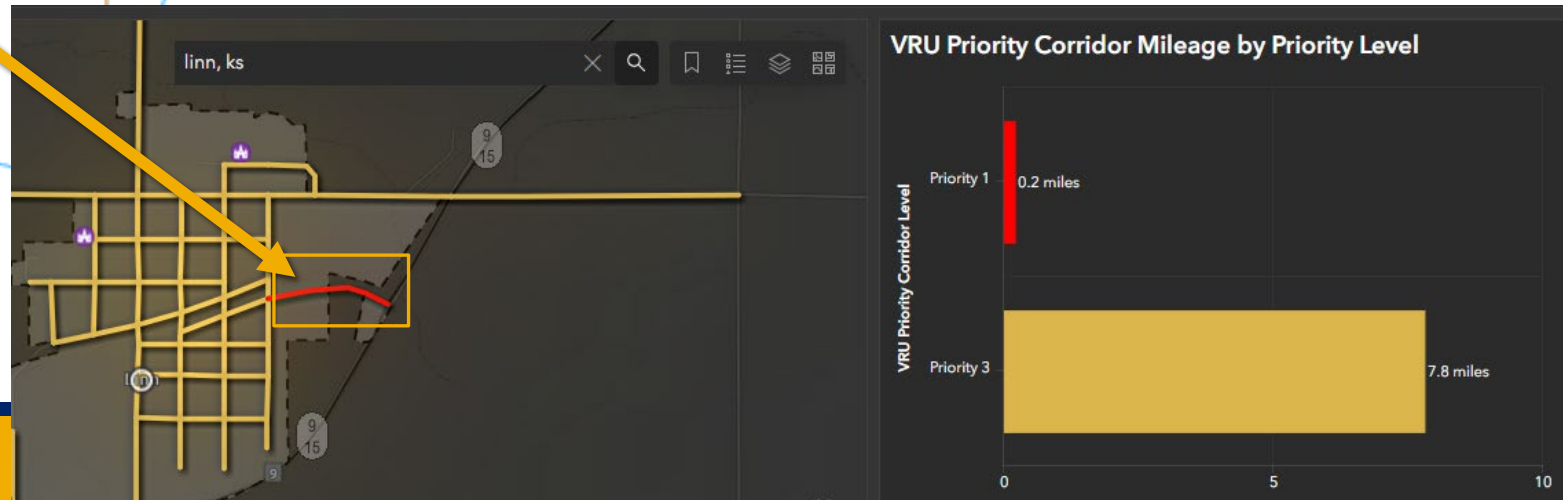 linn, ks
9
15
Linn
9
15
9
VRU Priority Corridor Mileage by Priority Level
VRU Priority Corridor Level
Priority 1
0.2 miles
Priority 3
7.8 miles
0
5
10